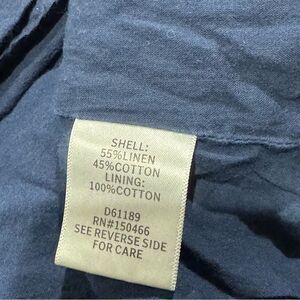 SHELL:
55%LINEN
45%COTTON
LINING:
100%COTTON
D61189
RN#150466
SEE REVERSE SIDE
FOR CARE